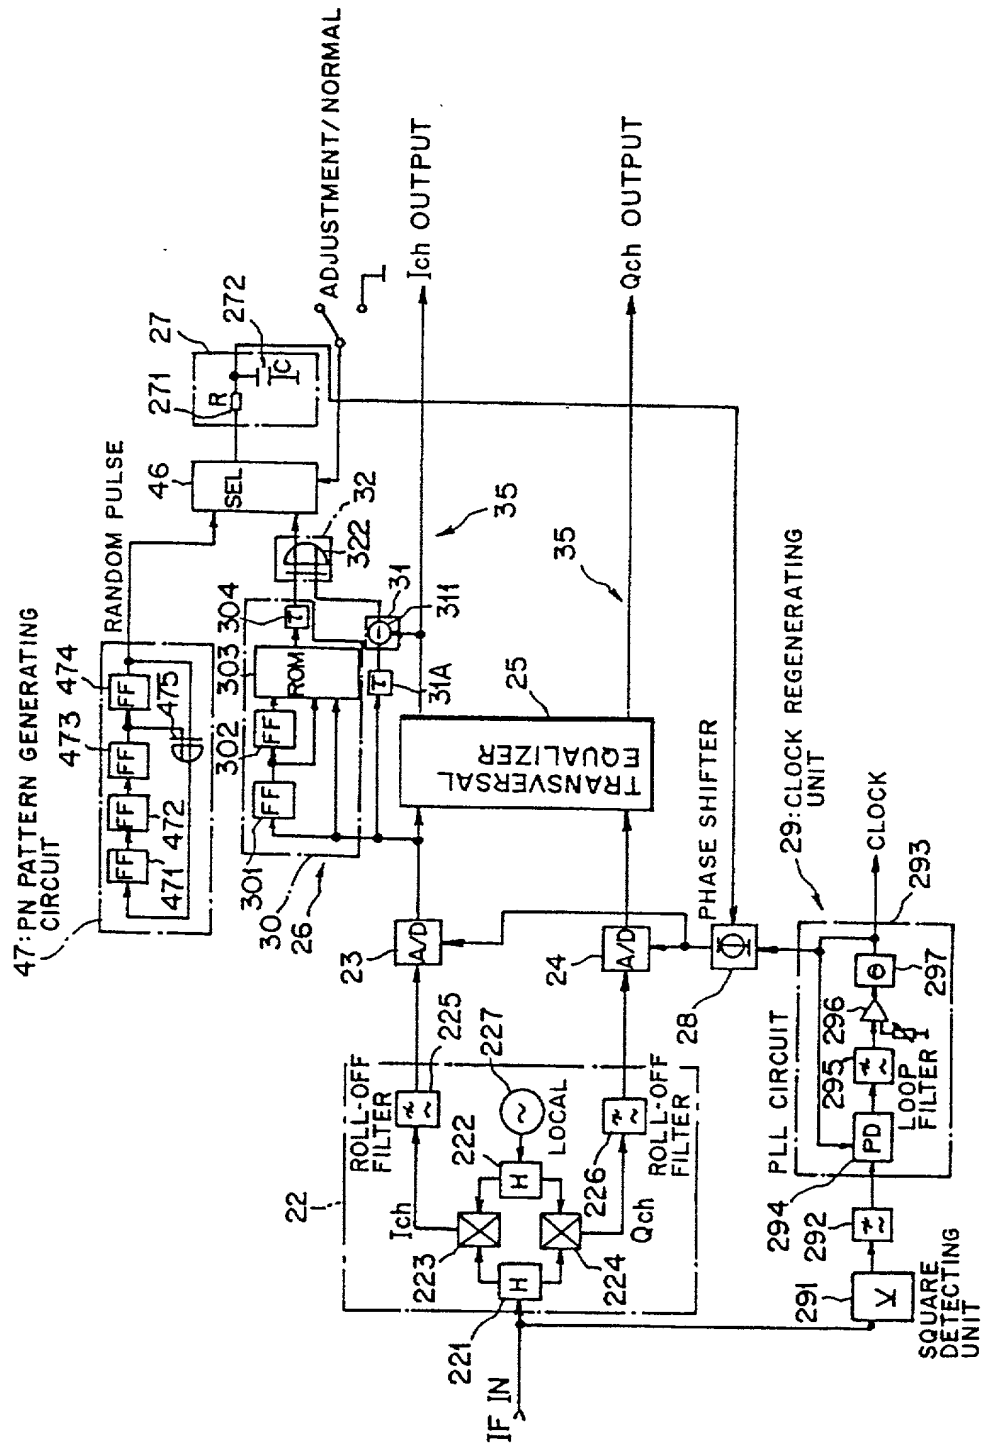 47:PN PATTERN GENERATING
CIRCUIT
RANDOM PULSE
FF
471
FF
472
FF
473
FF
474
475
46
SEL
271
R
27
272
C
ADJUSTMENT/NORMAL
301
FF
302
FF
303
ROM
304
τ
32
322
30
26
31
311
31A
τ
35
35
Ich OUTPUT
Qch OUTPUT
25
TRANSVERSAL
EQUALIZER
23
A/D
24
A/D
PHASE SHIFTER
28
22
ROLL-OFF
FILTER
225
227
LOCAL
222
H
Ich
223
224
Qch
226
ROLL-OFF
FILTER
221
H
IF IN
29:CLOCK REGENERATING
UNIT
293
CLOCK
PLL CIRCUIT
297
296
295
LOOP
FILTER
PD
294
292
291
SQUARE
DETECTING
UNIT